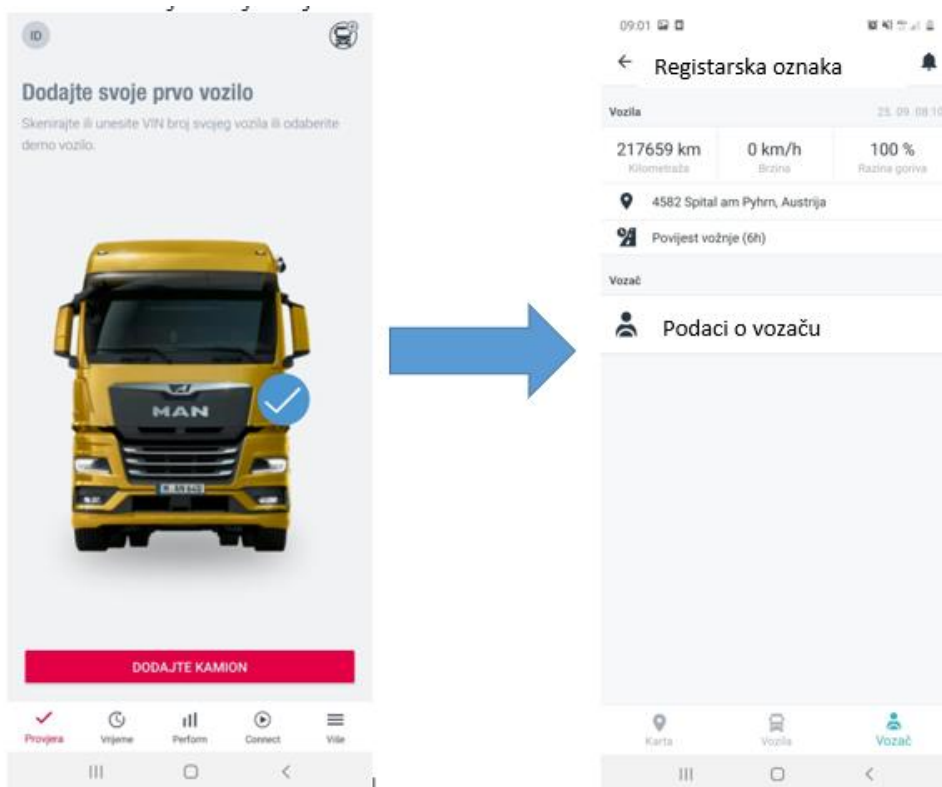 ID
Dodajte svoje prvo vozilo
Skenirajte ili unesite VIN broj svojeg vozila ili odaberite
demo vozilo.
MAN
DODAJTE KAMION
Provjera
Vrijeme
Perform
Connect
Više
09:01
Registarska oznaka
Vozila
217659 km
0 km/h
100 %
Kilometraža
Brzina
Razina goriva
4582 Spital am Pyhrn, Austrija
Povijest vožnje (6h)
Vozač
Podaci o vozaču
Karta
Vozila
Vozač